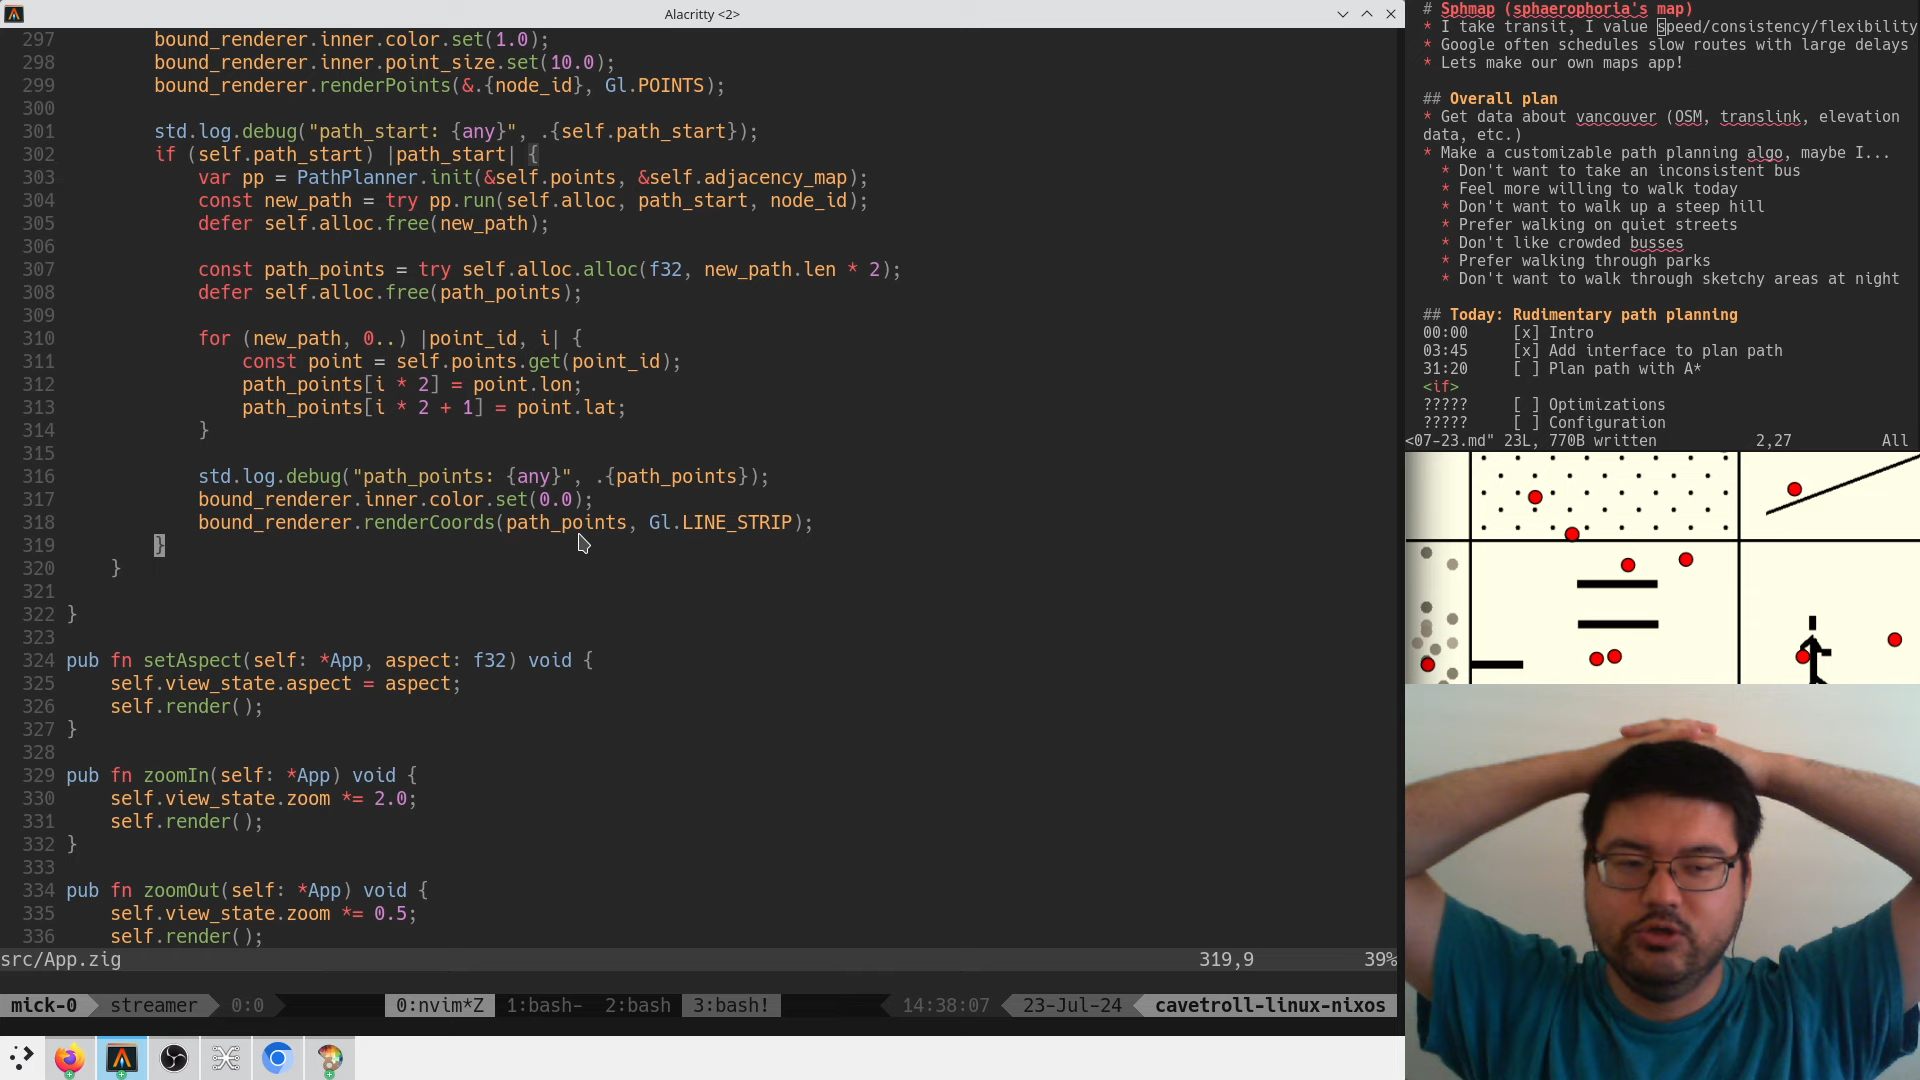 Alacritty <2>
297 bound_renderer.inner.color.set(1.0);
298 bound_renderer.inner.point_size.set(10.0);
299 bound_renderer.renderPoints(&.{node_id}, Gl.POINTS);
300
301 std.log.debug("path_start: {any}", .{self.path_start});
302 if (self.path_start) |path_start| {
303 var pp = PathPlanner.init(&self.points, &self.adjacency_map);
304 const new_path = try pp.run(self.alloc, path_start, node_id);
305 defer self.alloc.free(new_path);
306
307 const path_points = try self.alloc.alloc(f32, new_path.len * 2);
308 defer self.alloc.free(path_points);
309
310 for (new_path, 0..) |point_id, i| {
311 const point = self.points.get(point_id);
312 path_points[i * 2] = point.lon;
313 path_points[i * 2 + 1] = point.lat;
314 }
315
316 std.log.debug("path_points: {any}", .{path_points});
317 bound_renderer.inner.color.set(0.0);
318 bound_renderer.renderCoords(path_points, Gl.LINE_STRIP);
319 }
320 }
321
322 }
323
324 pub fn setAspect(self: *App, aspect: f32) void {
325 self.view_state.aspect = aspect;
326 self.render();
327 }
328
329 pub fn zoomIn(self: *App) void {
330 self.view_state.zoom *= 2.0;
331 self.render();
332 }
333
334 pub fn zoomOut(self: *App) void {
335 self.view_state.zoom *= 0.5;
336 self.render();
src/App.zig 319,9 39%
mick-0 streamer 0:0 0:nvim*Z 1:bash- 2:bash 3:bash! 14:38:07 23-Jul-24 cavetroll-linux-nixos
# Sphmap (sphaerophoria's map)
* I take transit, I value speed/consistency/flexibility
* Google often schedules slow routes with large delays
* Lets make our own maps app!
## Overall plan
* Get data about vancouver (OSM, translink, elevation
data, etc.)
* Make a customizable path planning algo, maybe I...
* Don't want to take an inconsistent bus
* Feel more willing to walk today
* Don't want to walk up a steep hill
* Prefer walking on quiet streets
* Don't like crowded busses
* Prefer walking through parks
* Don't want to walk through sketchy areas at night
## Today: Rudimentary path planning
00:00 [x] Intro
03:45 [x] Add interface to plan path
31:20 [ ] Plan path with A*
<if>
????? [ ] Optimizations
????? [ ] Configuration
<07-23.md" 23L, 770B written 2,27 All